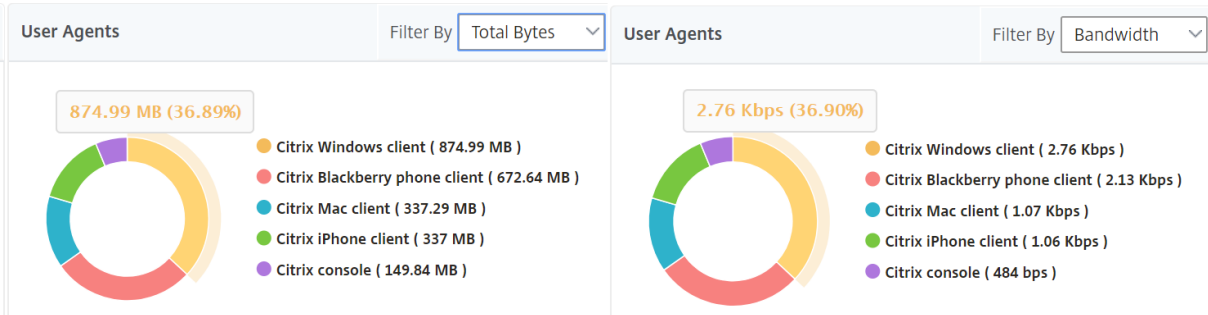 User Agents
Filter By Total Bytes
874.99 MB (36.89%)
Citrix Windows client ( 874.99 MB )
Citrix Blackberry phone client ( 672.64 MB )
Citrix Mac client ( 337.29 MB )
Citrix iPhone client ( 337 MB )
Citrix console ( 149.84 MB )
User Agents
Filter By Bandwidth
2.76 Kbps (36.90%)
Citrix Windows client ( 2.76 Kbps )
Citrix Blackberry phone client ( 2.13 Kbps )
Citrix Mac client ( 1.07 Kbps )
Citrix iPhone client ( 1.06 Kbps )
Citrix console ( 484 bps )